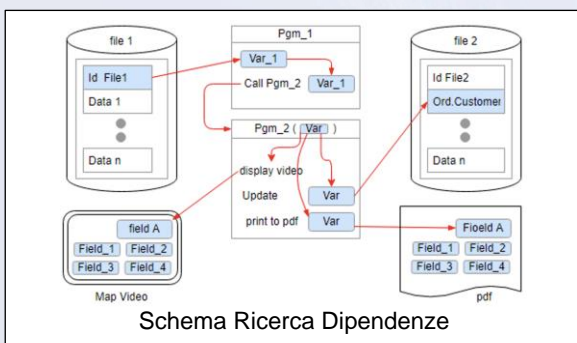 file 1
Id File1
Data 1
Data n
Pgm_1
Var_1
Call Pgm_2 Var_1
Pgm_2 ( Var )
display video
Update Var
print to pdf Var
file 2
Id File2
Ord.Customer
Data n
field A
Field_1 Field_2
Field_3 Field_4
Map Video
Fioeld A
Field_1 Field_2
Field_3 Field_4
pdf
Schema Ricerca Dipendenze